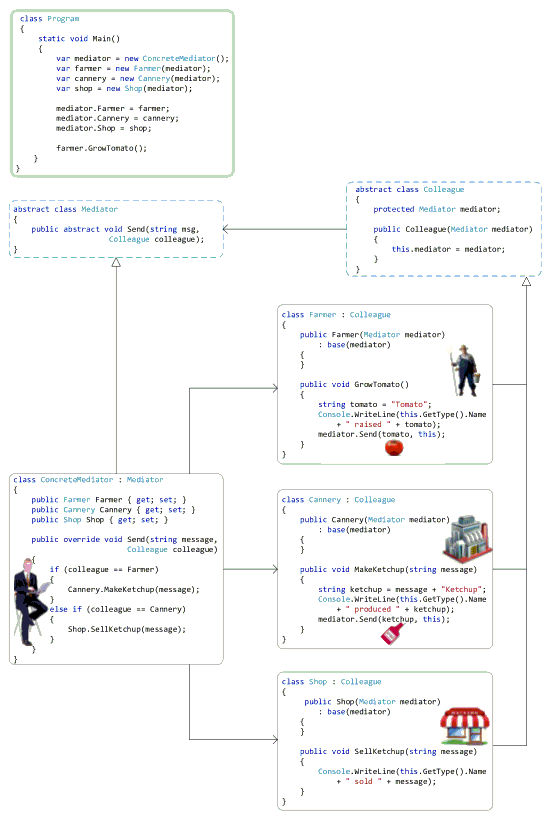 class Program
{
static void Main()
{
var mediator = new ConcreteMediator();
var farmer = new Farmer(mediator);
var cannery = new Cannery(mediator);
var shop = new Shop(mediator);
mediator.Farmer = farmer;
mediator.Cannery = cannery;
mediator.Shop = shop;
farmer.GrowTomato();
}
}
abstract class Mediator
{
public abstract void Send(string msg,
Colleague colleague);
}
abstract class Colleague
{
protected Mediator mediator;
public Colleague(Mediator mediator)
{
this.mediator = mediator;
}
}
class Farmer : Colleague
{
public Farmer(Mediator mediator)
: base(mediator)
{
}
public void GrowTomato()
{
string tomato = "Tomato";
Console.WriteLine(this.GetType().Name
+ " raised " + tomato);
mediator.Send(tomato, this);
}
}
class ConcreteMediator : Mediator
{
public Farmer Farmer { get; set; }
public Cannery Cannery { get; set; }
public Shop Shop { get; set; }
public override void Send(string message,
Colleague colleague)
{
if (colleague == Farmer)
{
Cannery.MakeKetchup(message);
}
else if (colleague == Cannery)
{
Shop.SellKetchup(message);
}
}
}
class Cannery : Colleague
{
public Cannery(Mediator mediator)
: base(mediator)
{
}
public void MakeKetchup(string message)
{
string ketchup = message + "Ketchup";
Console.WriteLine(this.GetType().Name
+ " produced " + ketchup);
mediator.Send(ketchup, this);
}
}
class Shop : Colleague
{
public Shop(Mediator mediator)
: base(mediator)
{
}
public void SellKetchup(string message)
{
Console.WriteLine(this.GetType().Name
+ " sold " + message);
}
}